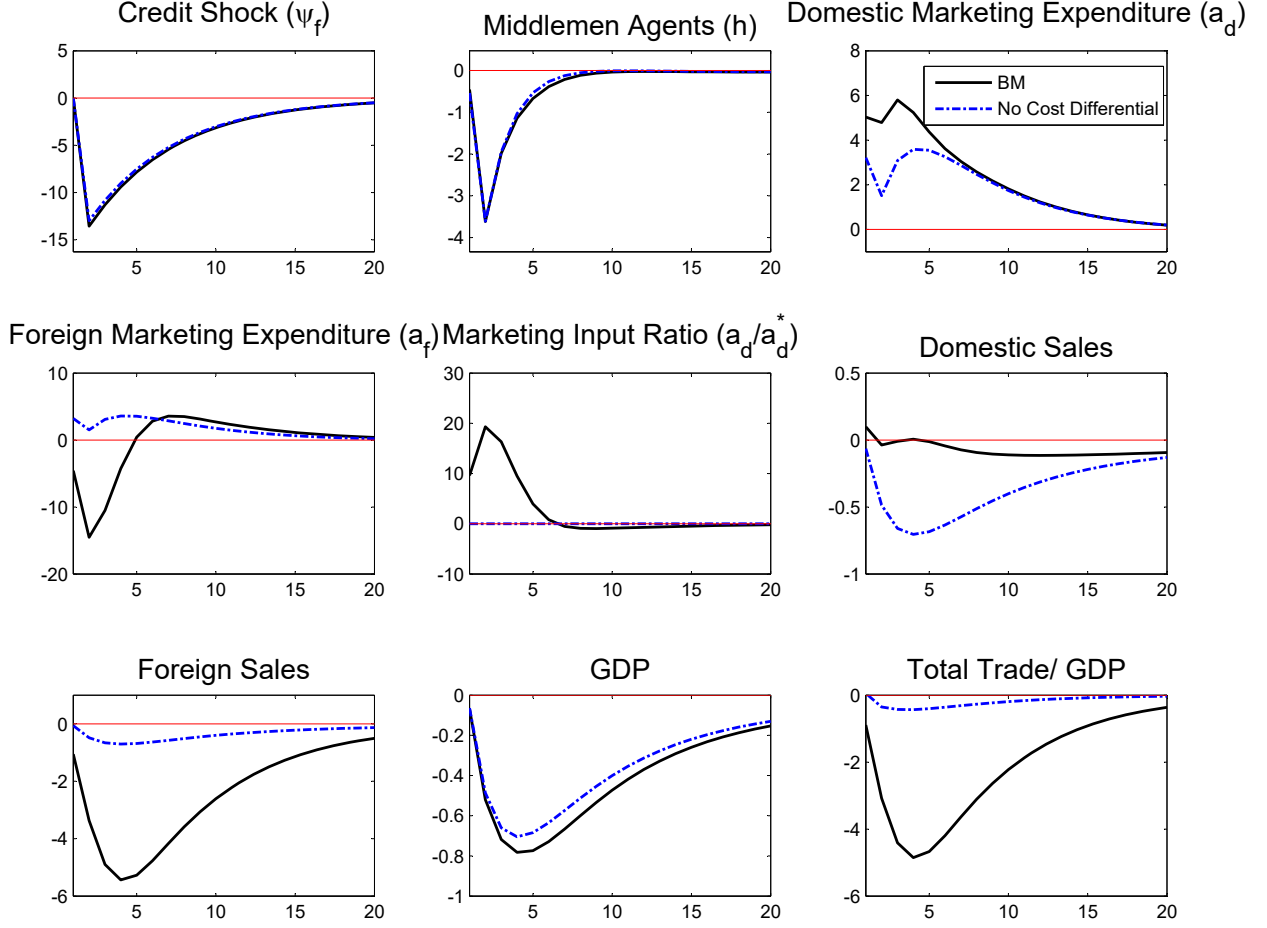 Credit Shock (ψf)
5
0
-5
-10
-15
5 10 15 20
Middlemen Agents (h)
0
-1
-2
-3
-4
5 10 15 20
Domestic Marketing Expenditure (ad)
8
6
4
2
0
5 10 15 20
BM
No Cost Differential
Foreign Marketing Expenditure (af)
10
0
-10
-20
5 10 15 20
Marketing Input Ratio (ad/ad*)
30
20
10
0
-10
5 10 15 20
Domestic Sales
0.5
0
-0.5
-1
5 10 15 20
Foreign Sales
0
-2
-4
-6
5 10 15 20
GDP
0
-0.2
-0.4
-0.6
-0.8
-1
5 10 15 20
Total Trade/ GDP
0
-2
-4
-6
5 10 15 20